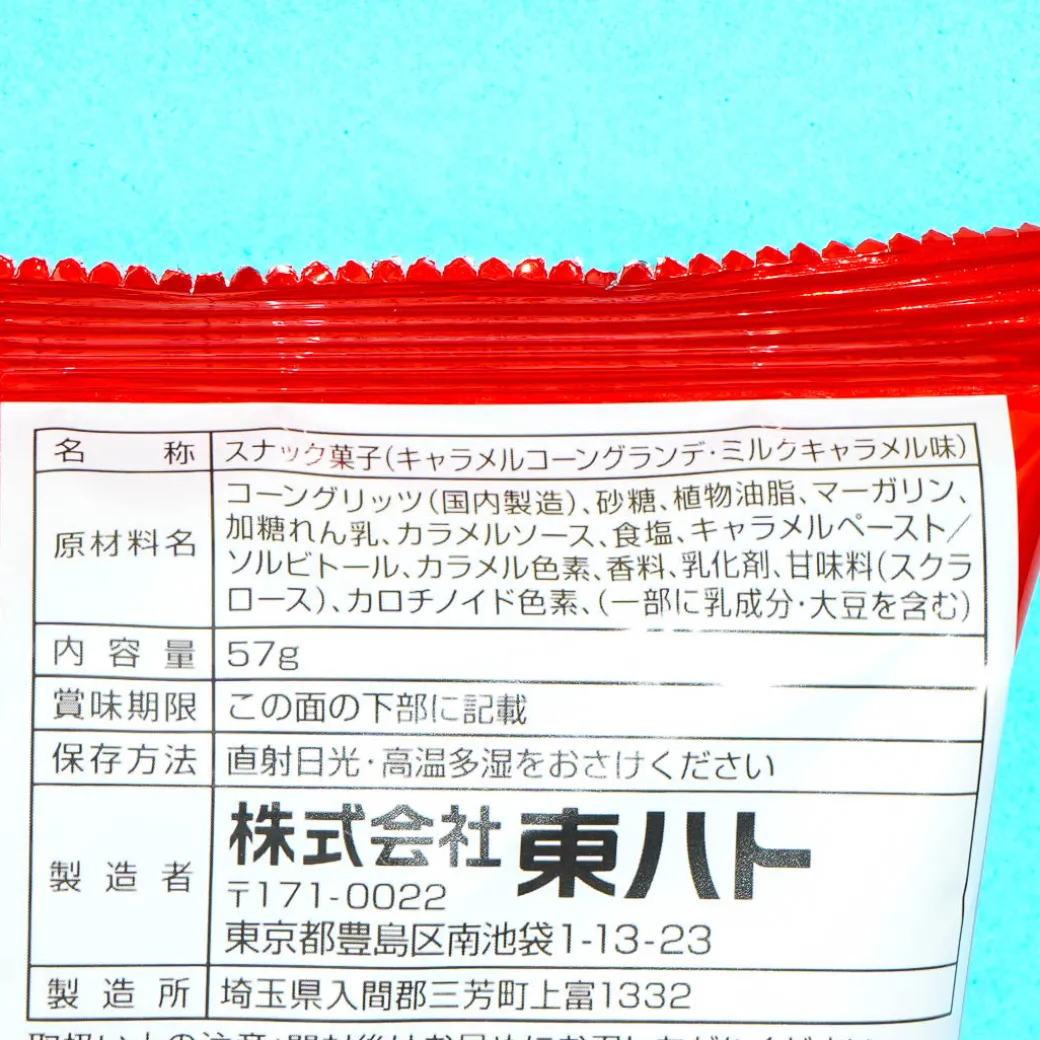 名称 スナック菓子(キャラメルコーングランデ・ミルクキャラメル味)
原材料名 コーングリッツ(国内製造)、砂糖、植物油脂、マーガリン、
加糖れん乳、カラメルソース、食塩、キャラメルペースト/
ソルビトール、カラメル色素、香料、乳化剤、甘味料(スクラ
ロース)、カロチノイド色素、(一部に乳成分・大豆を含む)
内容量 57g
賞味期限 この面の下部に記載
保存方法 直射日光・高温多湿をおさけください
製造者 株式会社東ハト
〒171-0022
東京都豊島区南池袋1-13-23
製造所 埼玉県入間郡三芳町上富1332